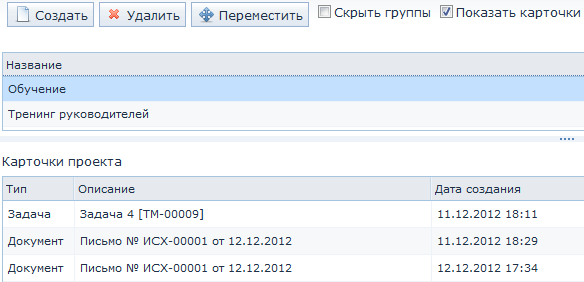 Создать Удалить Переместить Скрыть группы Показать карточки
Название
Обучение
Тренинг руководителей
Карточки проекта
Тип Описание Дата создания
Задача Задача 4 [TM-00009] 11.12.2012 18:11
Документ Письмо № ИСХ-00001 от 12.12.2012 11.12.2012 18:29
Документ Письмо № ИСХ-00001 от 12.12.2012 12.12.2012 17:34